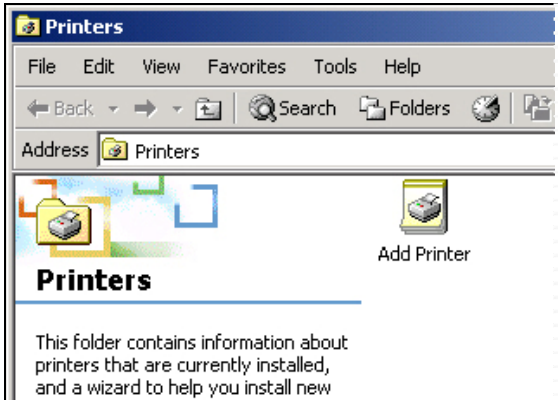 Printers
File Edit View Favorites Tools Help
Back Search Folders
Address Printers
Add Printer
Printers
This folder contains information about
printers that are currently installed,
and a wizard to help you install new